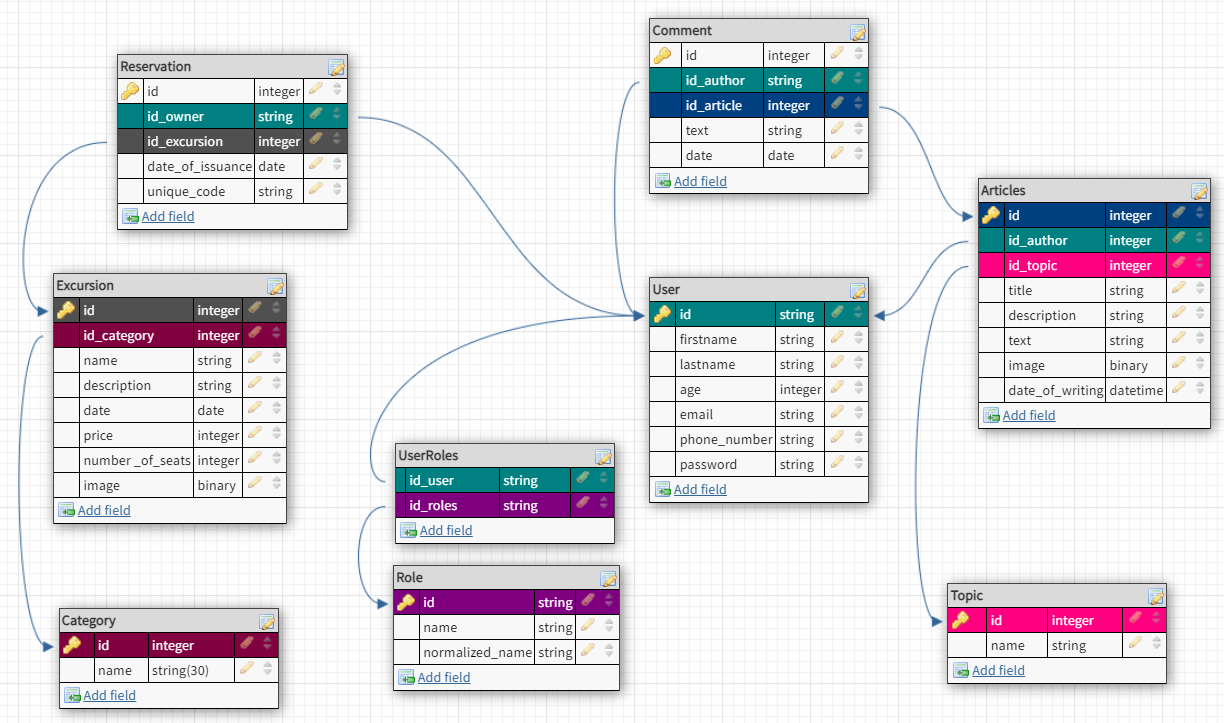 Reservation
id integer
id_owner string
id_excursion integer
date_of_issuance date
unique_code string
Add field
Comment
id integer
id_author string
id_article integer
text string
date date
Add field
Articles
id integer
id_author integer
id_topic integer
title string
description string
text string
image binary
date_of_writing datetime
Add field
Excursion
id integer
id_category integer
name string
description string
date date
price integer
number _of_seats integer
image binary
Add field
User
id string
firstname string
lastname string
age integer
email string
phone_number string
password string
Add field
UserRoles
id_user string
id_roles string
Add field
Role
id string
name string
normalized_name string
Add field
Category
id integer
name string(30)
Add field
Topic
id integer
name string
Add field